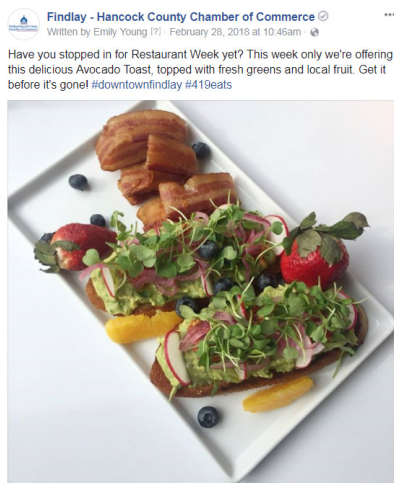 Findlay - Hancock County Chamber of Commerce
Written by Emily Young [?] · February 28, 2018 at 10:46am ·
Have you stopped in for Restaurant Week yet? This week only we're offering
this delicious Avocado Toast, topped with fresh greens and local fruit. Get it
before it's gone! #downtownfindlay #419eats